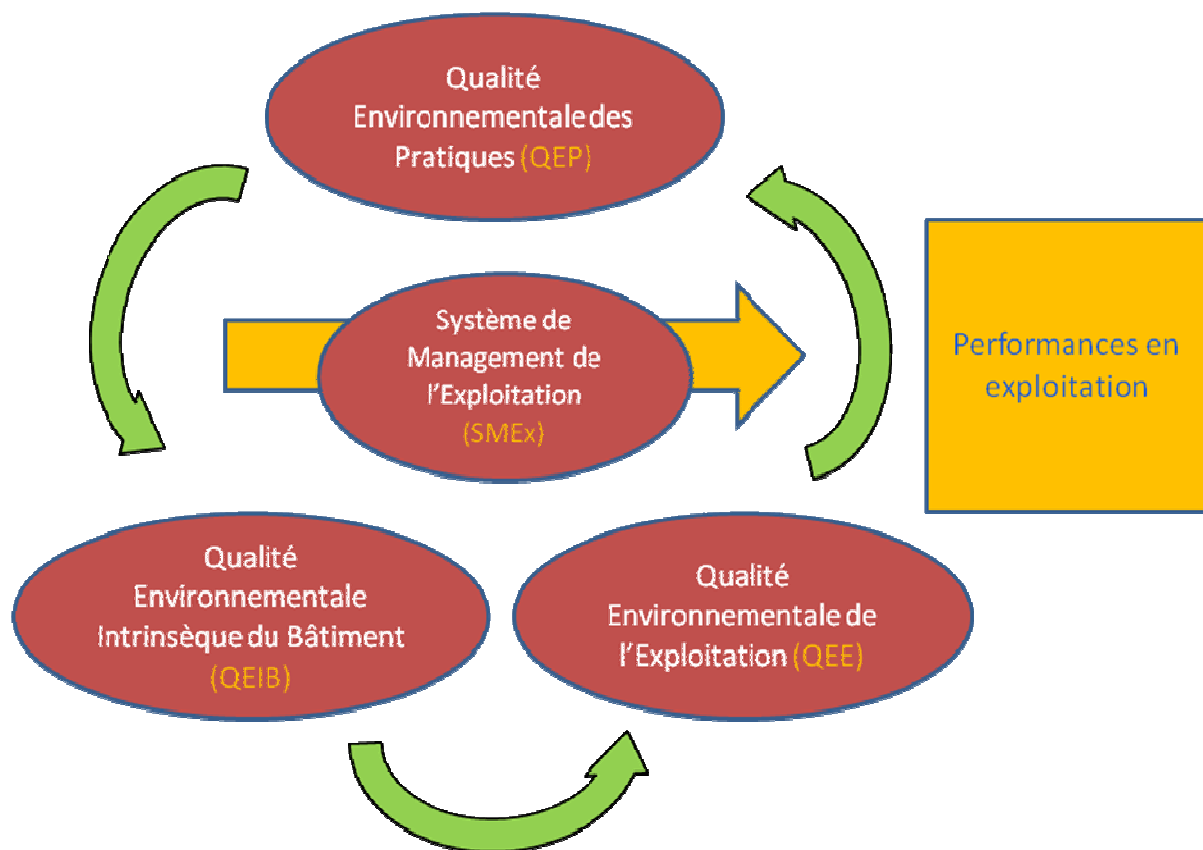 Qualité
Environnementale des
Pratiques (QEP)
Système de
Management de
l'Exploitation
(SMEx)
Performances en
exploitation
Qualité
Environnementale
Intrinsèque du Bâtiment
(QEIB)
Qualité
Environnementale de
l'Exploitation (QEE)